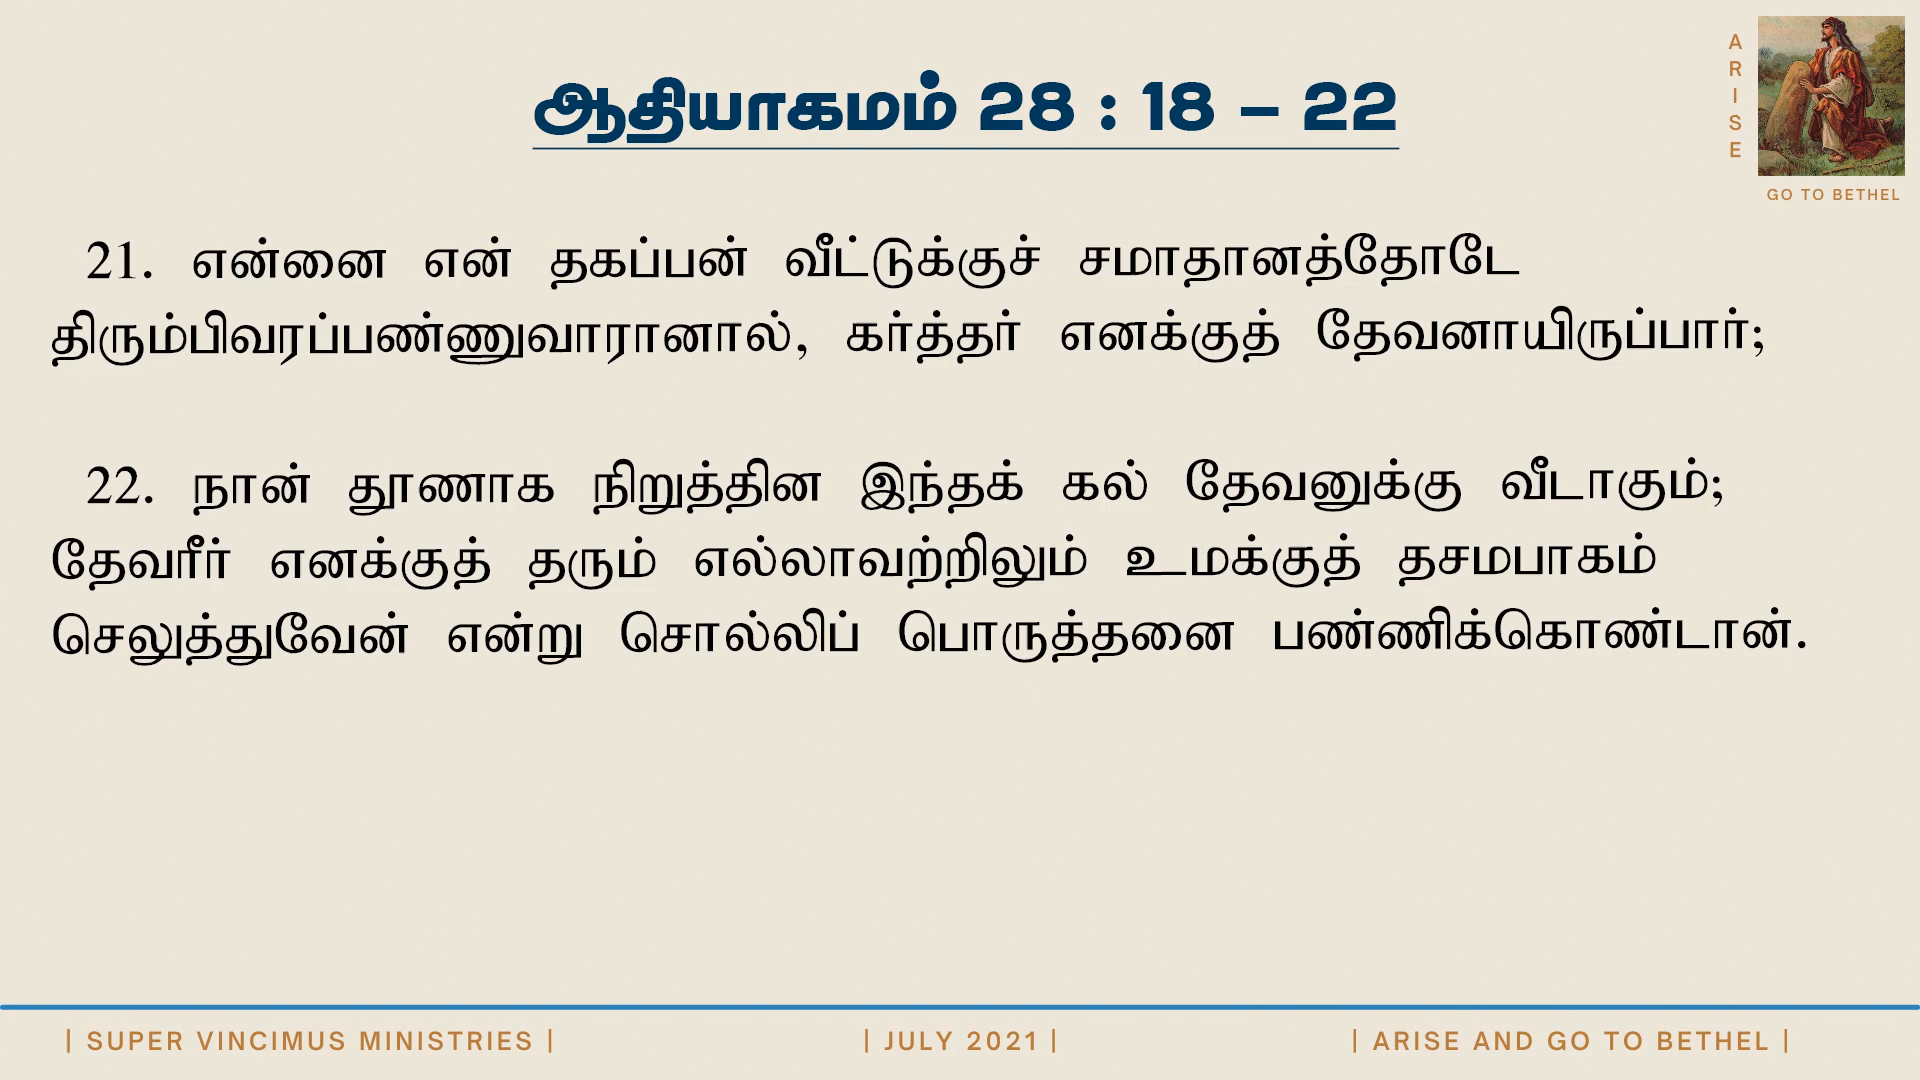 ஆதியாகமம் 28 : 18 – 22
ARISE
GO TO BETHEL
21. என்னை என் தகப்பன் வீட்டுக்குச் சமாதானத்தோடே
திரும்பிவரப்பண்ணுவாரானால், கர்த்தர் எனக்குத் தேவனாயிருப்பார்;
22. நான் தூணாக நிறுத்தின இந்தக் கல் தேவனுக்கு வீடாகும்;
தேவரீர் எனக்குத் தரும் எல்லாவற்றிலும் உமக்குத் தசமபாகம்
செலுத்துவேன் என்று சொல்லிப் பொருத்தனை பண்ணிக்கொண்டான்.
| SUPER VINCIMUS MINISTRIES | | JULY 2021 | | ARISE AND GO TO BETHEL |